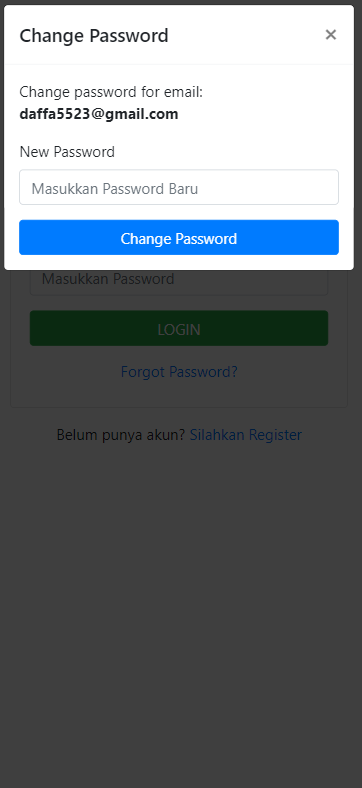 Change Password ×
Change password for email:
daffa5523@gmail.com
New Password
Masukkan Password Baru
Change Password
Masukkan Password
LOGIN
Forgot Password?
Belum punya akun? Silahkan Register